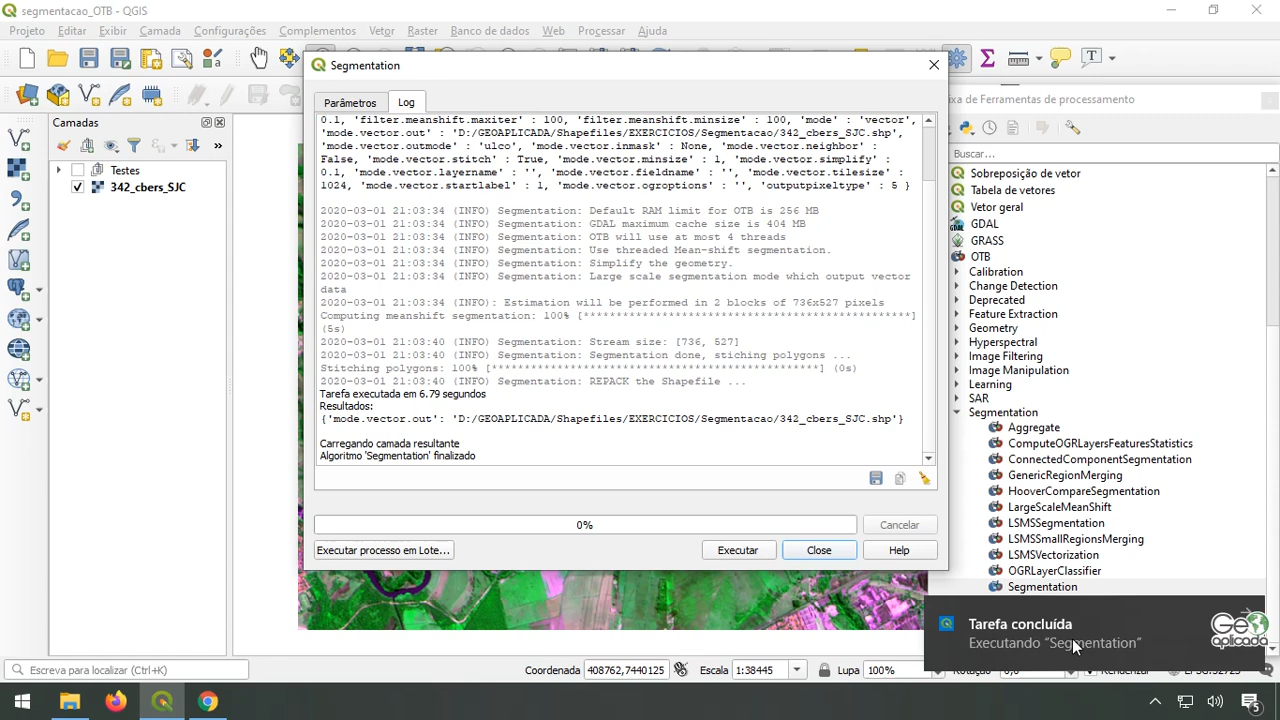 segmentacao_OTB - QGIS
Projeto Editar Exibir Camada Configurações Complementos Vetor Raster Banco de dados Web Processar Ajuda
Segmentation
Parâmetros Log
0.1, 'filter.meanshift.maxiter' : 100, 'filter.meanshift.minsize' : 100, 'mode' : 'vector',
'mode.vector.out' : 'D:/GEOAPLICADA/Shapefiles/EXERCICIOS/Segmentacao/342_cbers_SJC.shp',
'mode.vector.outmode' : 'ulco', 'mode.vector.inmask' : None, 'mode.vector.neighbor' :
False, 'mode.vector.stitch' : True, 'mode.vector.minsize' : 1, 'mode.vector.simplify' :
0.1, 'mode.vector.layername' : '', 'mode.vector.fieldname' : '', 'mode.vector.tilesize' :
1024, 'mode.vector.startlabel' : 1, 'mode.vector.ogroptions' : '', 'outputpixeltype' : 5 }
2020-03-01 21:03:34 (INFO) Segmentation: Default RAM limit for OTB is 256 MB
2020-03-01 21:03:34 (INFO) Segmentation: GDAL maximum cache size is 404 MB
2020-03-01 21:03:34 (INFO) Segmentation: OTB will use at most 4 threads
2020-03-01 21:03:34 (INFO) Segmentation: Use threaded Mean-shift segmentation.
2020-03-01 21:03:34 (INFO) Segmentation: Simplify the geometry.
2020-03-01 21:03:34 (INFO) Segmentation: Large scale segmentation mode which output vector
data
2020-03-01 21:03:34 (INFO): Estimation will be performed in 2 blocks of 736x527 pixels
Computing meanshift segmentation: 100% [**************************************************]
(5s)
2020-03-01 21:03:40 (INFO) Segmentation: Stream size: [736, 527]
2020-03-01 21:03:40 (INFO) Segmentation: Segmentation done, stiching polygons ...
Stitching polygons: 100% [**************************************************] (0s)
2020-03-01 21:03:40 (INFO) Segmentation: REPACK the Shapefile ...
Tarefa executada em 6.79 segundos
Resultados:
{'mode.vector.out': 'D:/GEOAPLICADA/Shapefiles/EXERCICIOS/Segmentacao/342_cbers_SJC.shp'}
Carregando camada resultante
Algoritmo 'Segmentation' finalizado
0%
Cancelar
Executar processo em Lote...
Executar
Close
Help
Camadas
Testes
342_cbers_SJC
ixa de Ferramentas de processamento
Buscar...
Sobreposição de vetor
Tabela de vetores
Vetor geral
GDAL
GRASS
OTB
Calibration
Change Detection
Deprecated
Feature Extraction
Geometry
Hyperspectral
Image Filtering
Image Manipulation
Learning
SAR
Segmentation
Aggregate
ComputeOGRLayersFeaturesStatistics
ConnectedComponentSegmentation
GenericRegionMerging
HooverCompareSegmentation
LargeScaleMeanShift
LSMSSegmentation
LSMSSmallRegionsMerging
LSMSVectorization
OGRLayerClassifier
Segmentation
Tarefa concluída
Executando “Segmentation”
Geo
aplicada
Escreva para localizar (Ctrl+K)
Coordenada 408762,7440125 Escala 1:38445 Lupa 100%
5